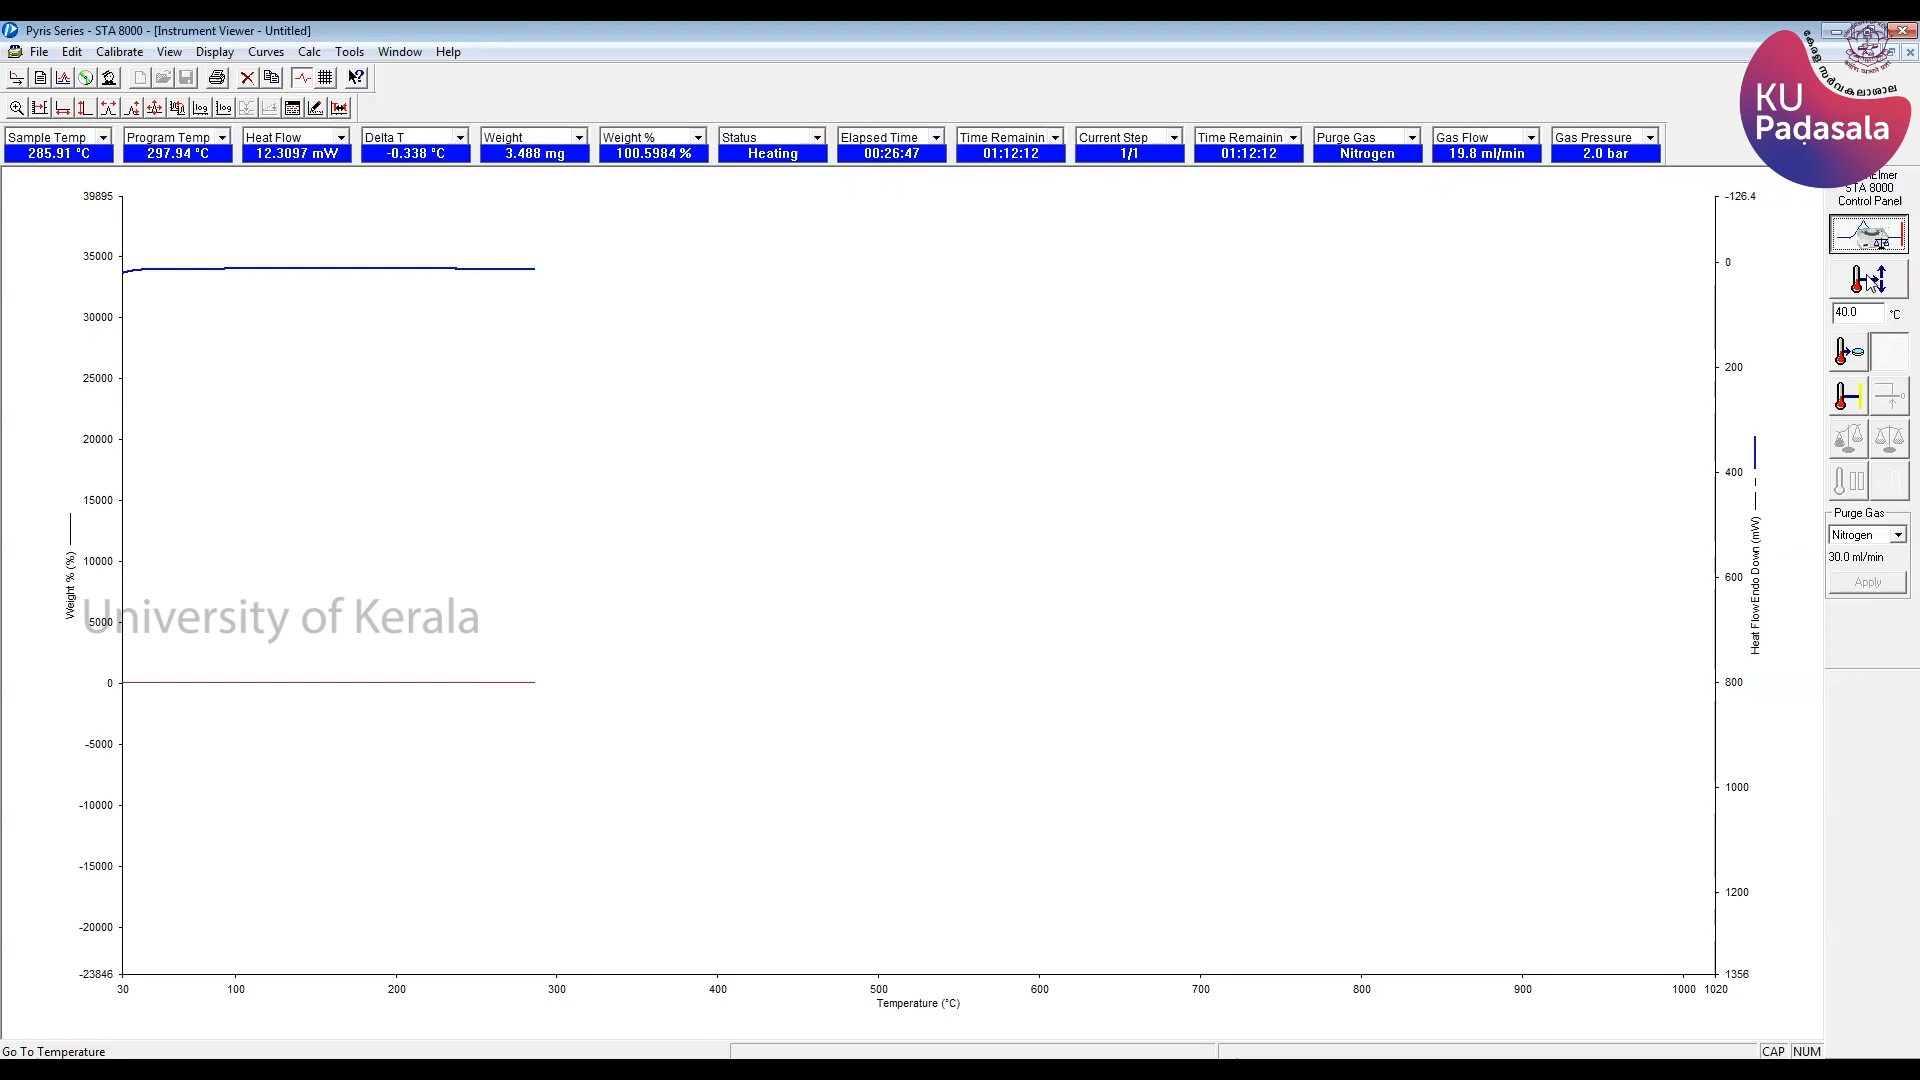 Pyris Series - STA 8000 - [Instrument Viewer - Untitled]
File Edit Calibrate View Display Curves Calc Tools Window Help
കേരള സർവകലാശാല
KU
Padasala
Sample Temp Program Temp Heat Flow Delta T Weight Weight % Status Elapsed Time Time Remainin Current Step Time Remainin Purge Gas Gas Flow Gas Pressure
285.91 °C 297.94 °C 12.3097 mW -0.338 °C 3.488 mg 100.5984 % Heating 00:26:47 01:12:12 1/1 01:12:12 Nitrogen 19.8 ml/min 2.0 bar
STA 8000
Control Panel
40.0 °C
Purge Gas
Nitrogen
30.0 ml/min
Apply
39895
35000
30000
25000
20000
15000
10000
5000
0
-5000
-10000
-15000
-20000
-23846
Weight % (%)
University of Kerala
-126.4
0
200
400
600
800
1000
1200
1356
Heat Flow Endo Down (mW)
30 100 200 300 400 500 600 700 800 900 1000 1020
Temperature (°C)
Go To Temperature
CAP NUM